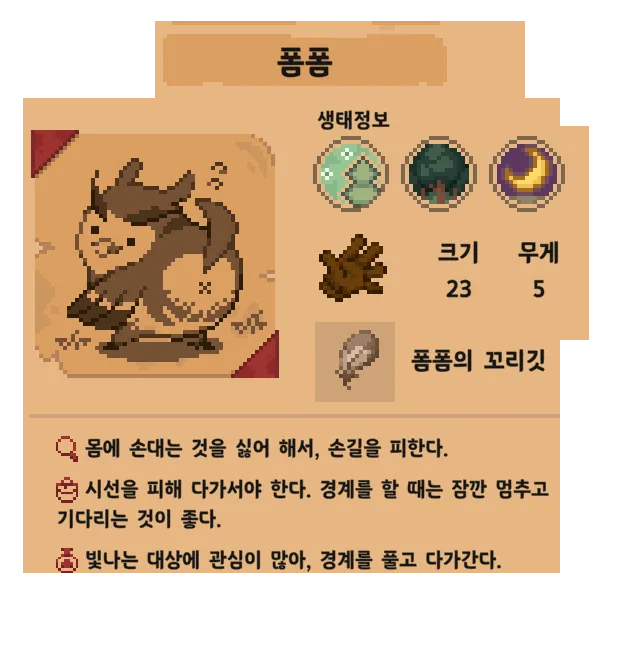 폼폼
생태정보
크기 무게
23 5
폼폼의 꼬리깃
몸에 손대는 것을 싫어 해서, 손길을 피한다.
시선을 피해 다가서야 한다. 경계를 할 때는 잠깐 멈추고
기다리는 것이 좋다.
빛나는 대상에 관심이 많아, 경계를 풀고 다가간다.